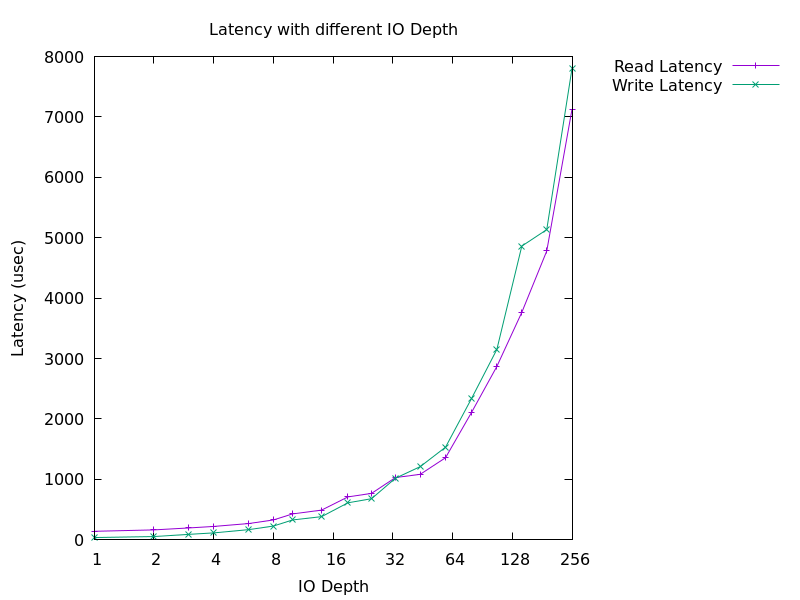 Latency with different IO Depth
Read Latency
Write Latency
8000
7000
6000
5000
4000
3000
2000
1000
0
Latency (usec)
1 2 4 8 16 32 64 128 256
IO Depth